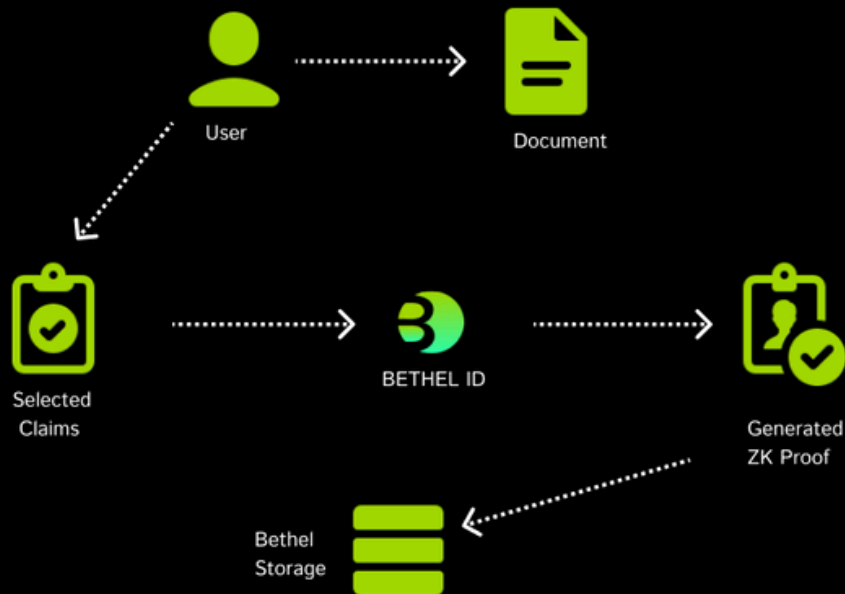 User
Document
Selected
Claims
BETHEL ID
Generated
ZK Proof
Bethel
Storage